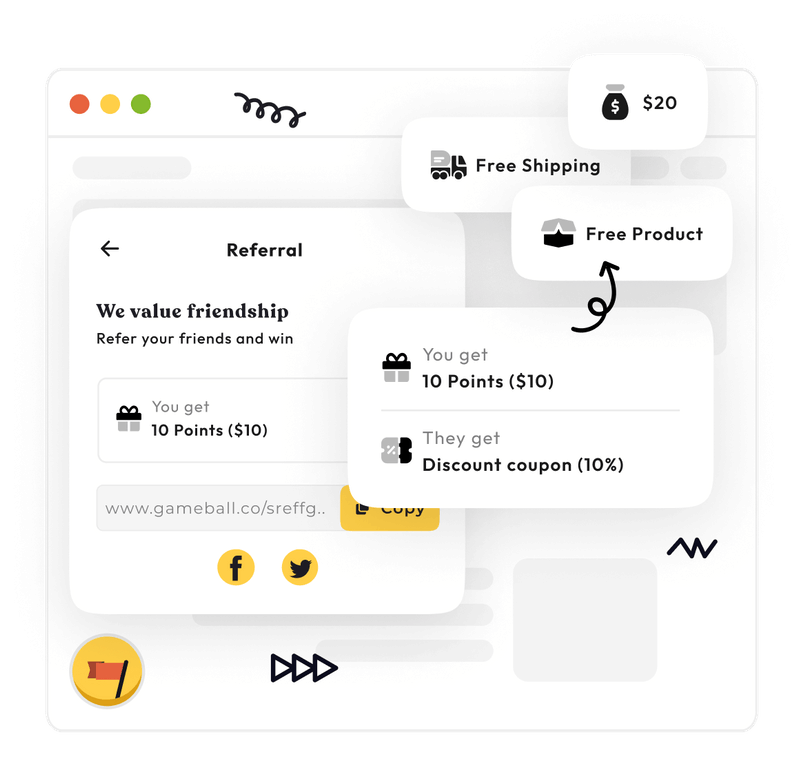 $20
Free Shipping
Free Product
Referral
We value friendship
Refer your friends and win
You get
10 Points ($10)
You get
10 Points ($10)
They get
Discount coupon (10%)
www.gameball.co/sreffg..
Copy